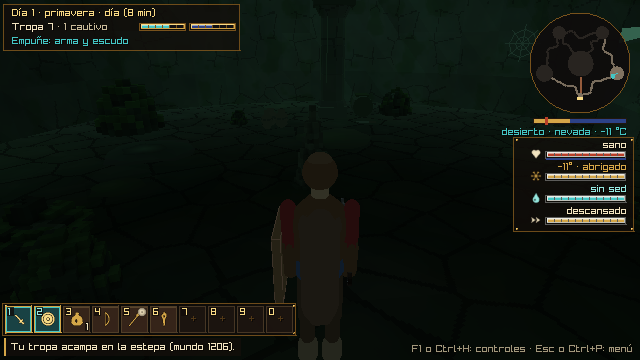 Día 1 · primavera · día (8 min)
Tropa 7 · 1 cautivo
Empuñe: arma y escudo
desierto · nevada · -11 °C
sano
-11° · abrigado
sin sed
descansado
1 2 3 4 5 6 7 8 9 0
1
Tu tropa acampa en la estepa (mundo 1206).
F1 o Ctrl+H: controles · Esc o Ctrl+P: menú